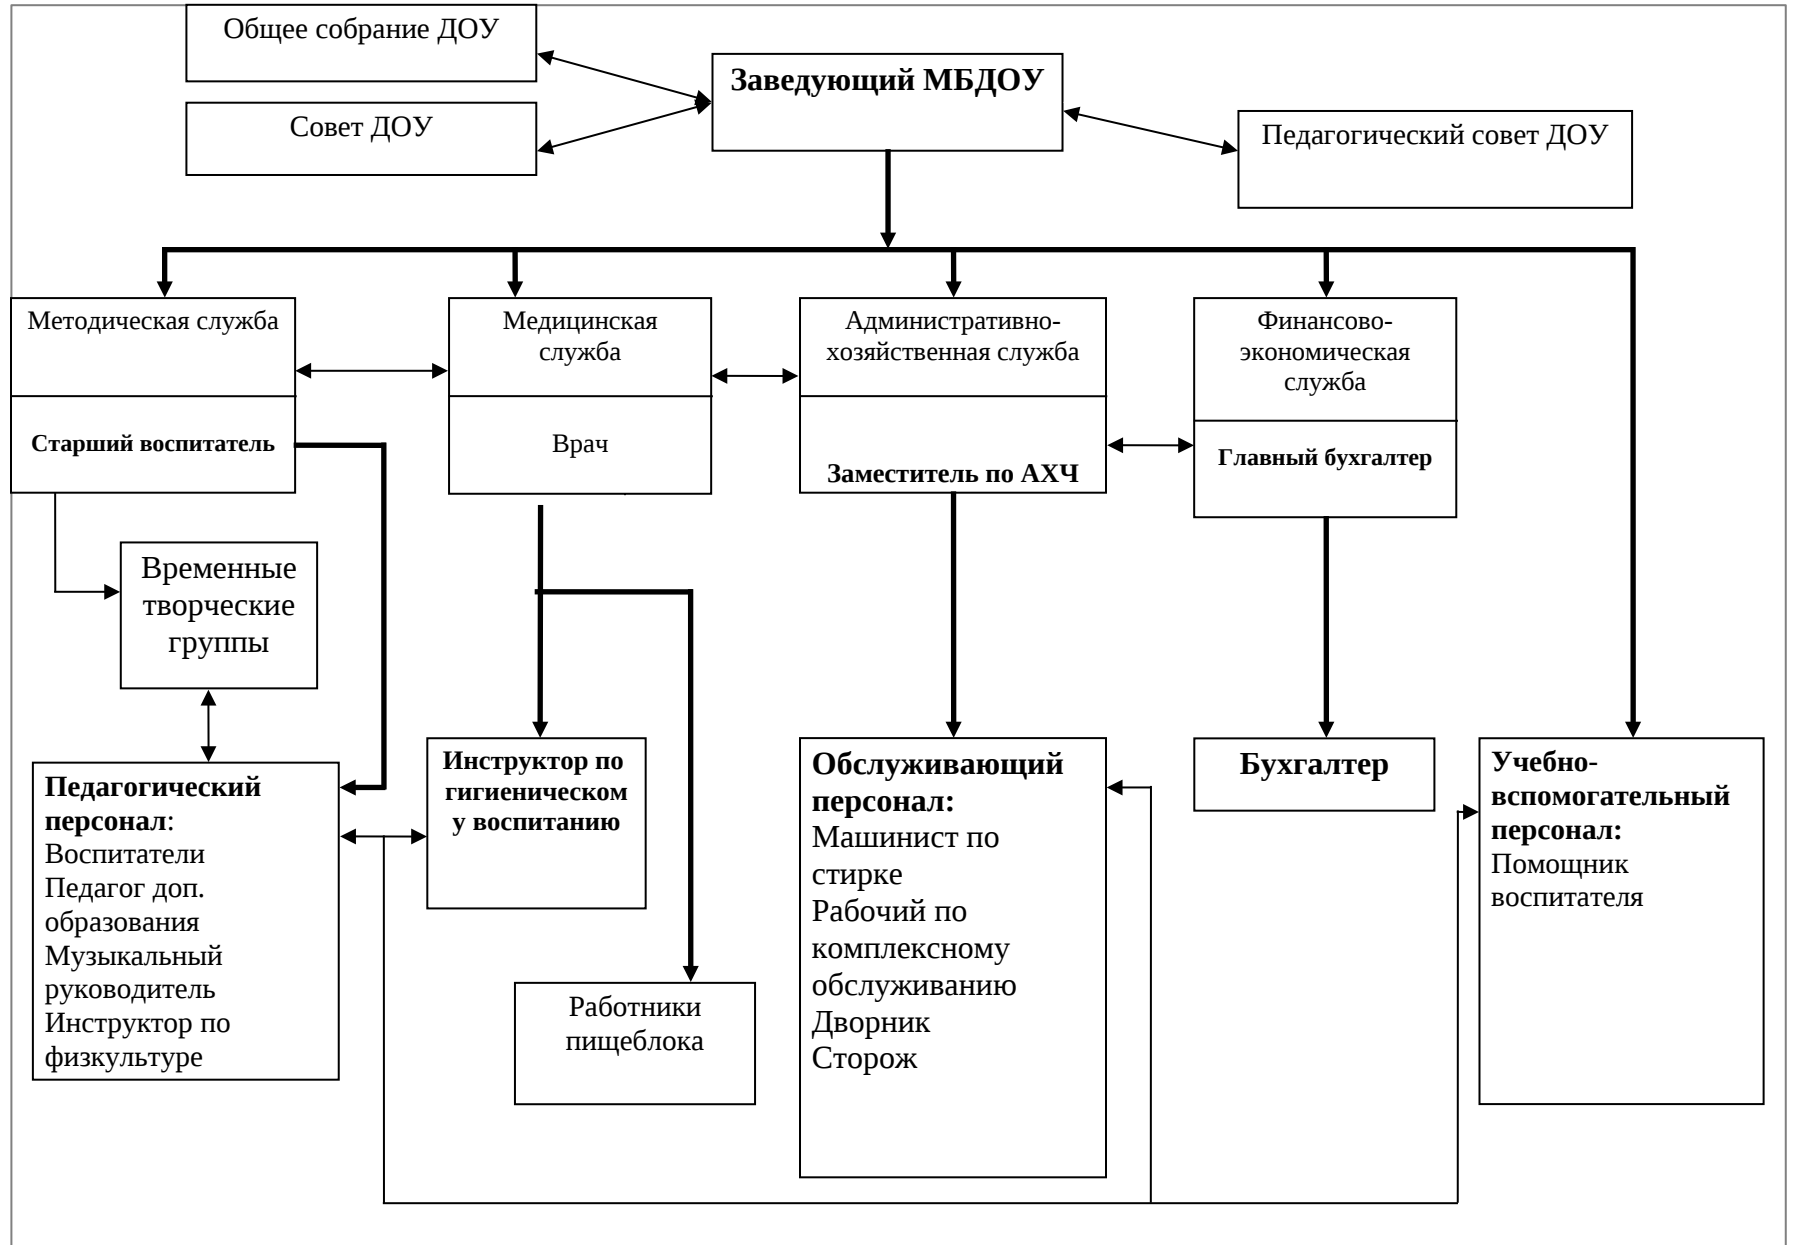 Общее собрание ДОУ
Заведующий МБДОУ
Совет ДОУ
Педагогический совет ДОУ
Методическая служба
Старший воспитатель
Медицинская
служба
Врач
Административно-
хозяйственная служба
Заместитель по АХЧ
Финансово-
экономическая
служба
Главный бухгалтер
Временные
творческие
группы
Педагогический
персонал:
Воспитатели
Педагог доп.
образования
Музыкальный
руководитель
Инструктор по
физкультуре
Инструктор по
гигиеническом
у воспитанию
Работники
пищеблока
Обслуживающий
персонал:
Машинист по
стирке
Рабочий по
комплексному
обслуживанию
Дворник
Сторож
Бухгалтер
Учебно-
вспомогательный
персонал:
Помощник
воспитателя